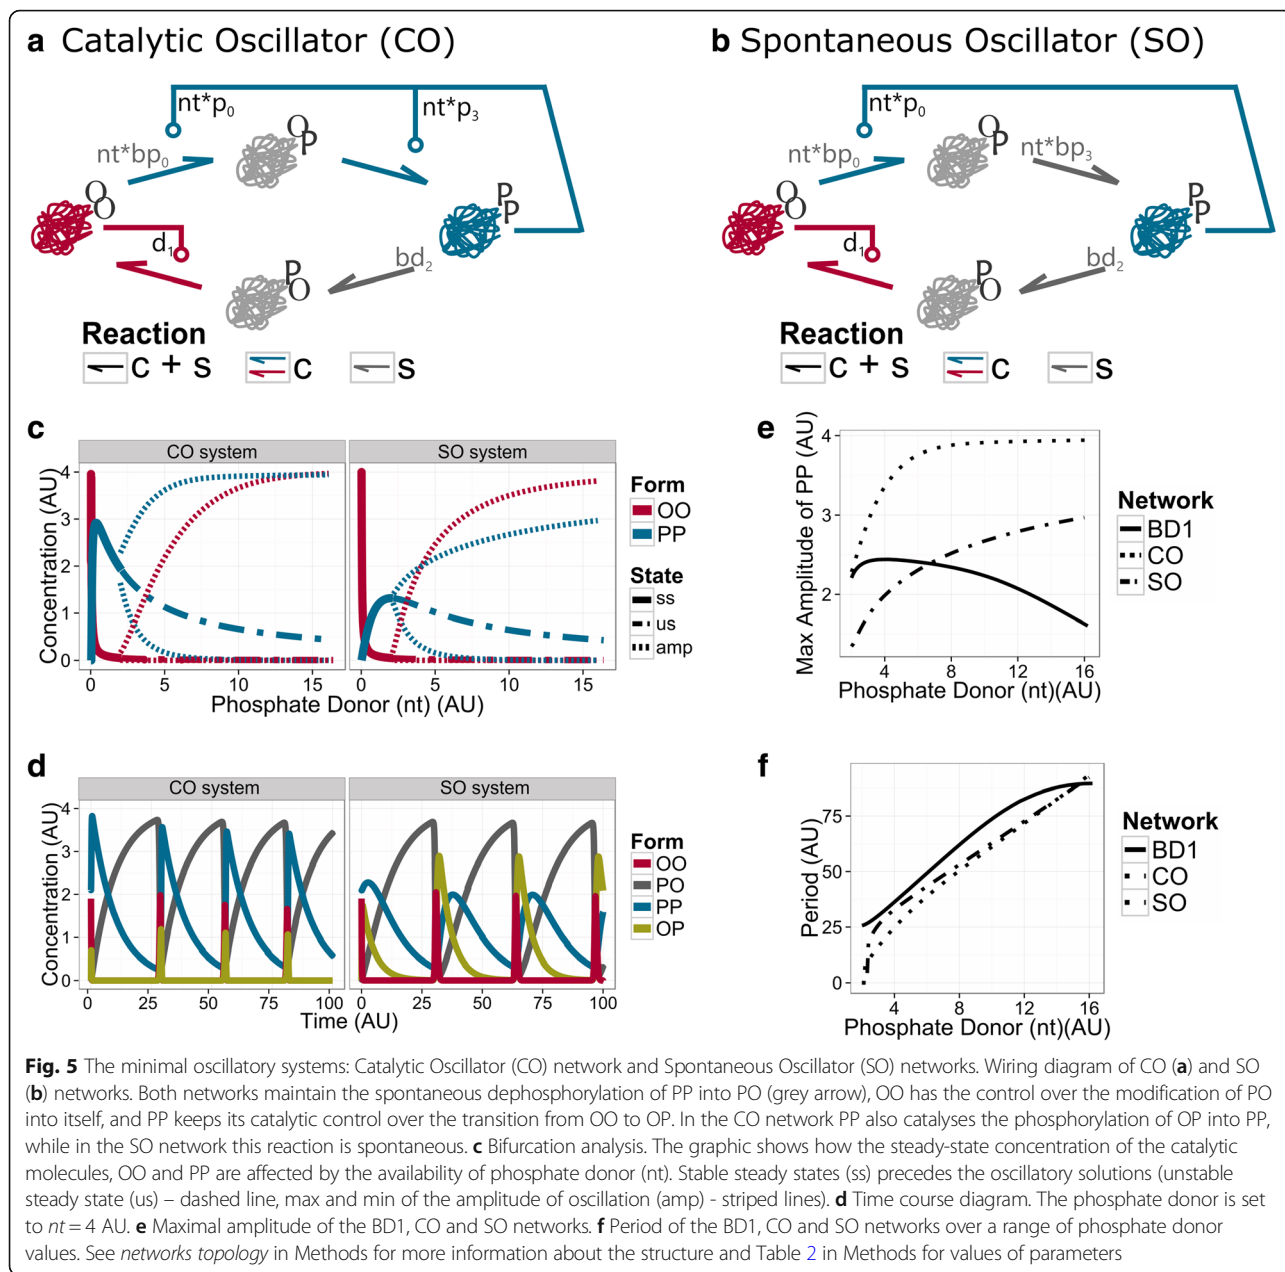 a Catalytic Oscillator (CO)
b Spontaneous Oscillator (SO)
nt*p0
nt*p3
nt*bp0
O
P
O
O
P
P
d1
bd2
P
O
Reaction
C + S
C
S
nt*p0
nt*bp0
O
P
nt*bp3
O
O
P
P
d1
bd2
P
O
Reaction
C + S
C
S
c
CO system
SO system
Concentration (AU)
4
3
2
1
0
0 5 10 15
0 5 10 15
Phosphate Donor (nt) (AU)
Form
OO
PP
State
ss
us
amp
e
Max Amplitude of PP (AU)
4
3
2
4 8 12 16
Phosphate Donor (nt)(AU)
Network
BD1
CO
SO
d
CO system
SO system
Concentration (AU)
4
3
2
1
0
0 25 50 75 100
0 25 50 75 100
Time (AU)
Form
OO
PO
PP
OP
f
Period (AU)
75
50
25
0
4 8 12 16
Phosphate Donor (nt)(AU)
Network
BD1
CO
SO
Fig. 5 The minimal oscillatory systems: Catalytic Oscillator (CO) network and Spontaneous Oscillator (SO) networks. Wiring diagram of CO (a) and SO
(b) networks. Both networks maintain the spontaneous dephosphorylation of PP into PO (grey arrow), OO has the control over the modification of PO
into itself, and PP keeps its catalytic control over the transition from OO to OP. In the CO network PP also catalyses the phosphorylation of OP into PP,
while in the SO network this reaction is spontaneous. c Bifurcation analysis. The graphic shows how the steady-state concentration of the catalytic
molecules, OO and PP are affected by the availability of phosphate donor (nt). Stable steady states (ss) precedes the oscillatory solutions (unstable
steady state (us) – dashed line, max and min of the amplitude of oscillation (amp) - striped lines). d Time course diagram. The phosphate donor is set
to nt = 4 AU. e Maximal amplitude of the BD1, CO and SO networks. f Period of the BD1, CO and SO networks over a range of phosphate donor
values. See networks topology in Methods for more information about the structure and Table 2 in Methods for values of parameters